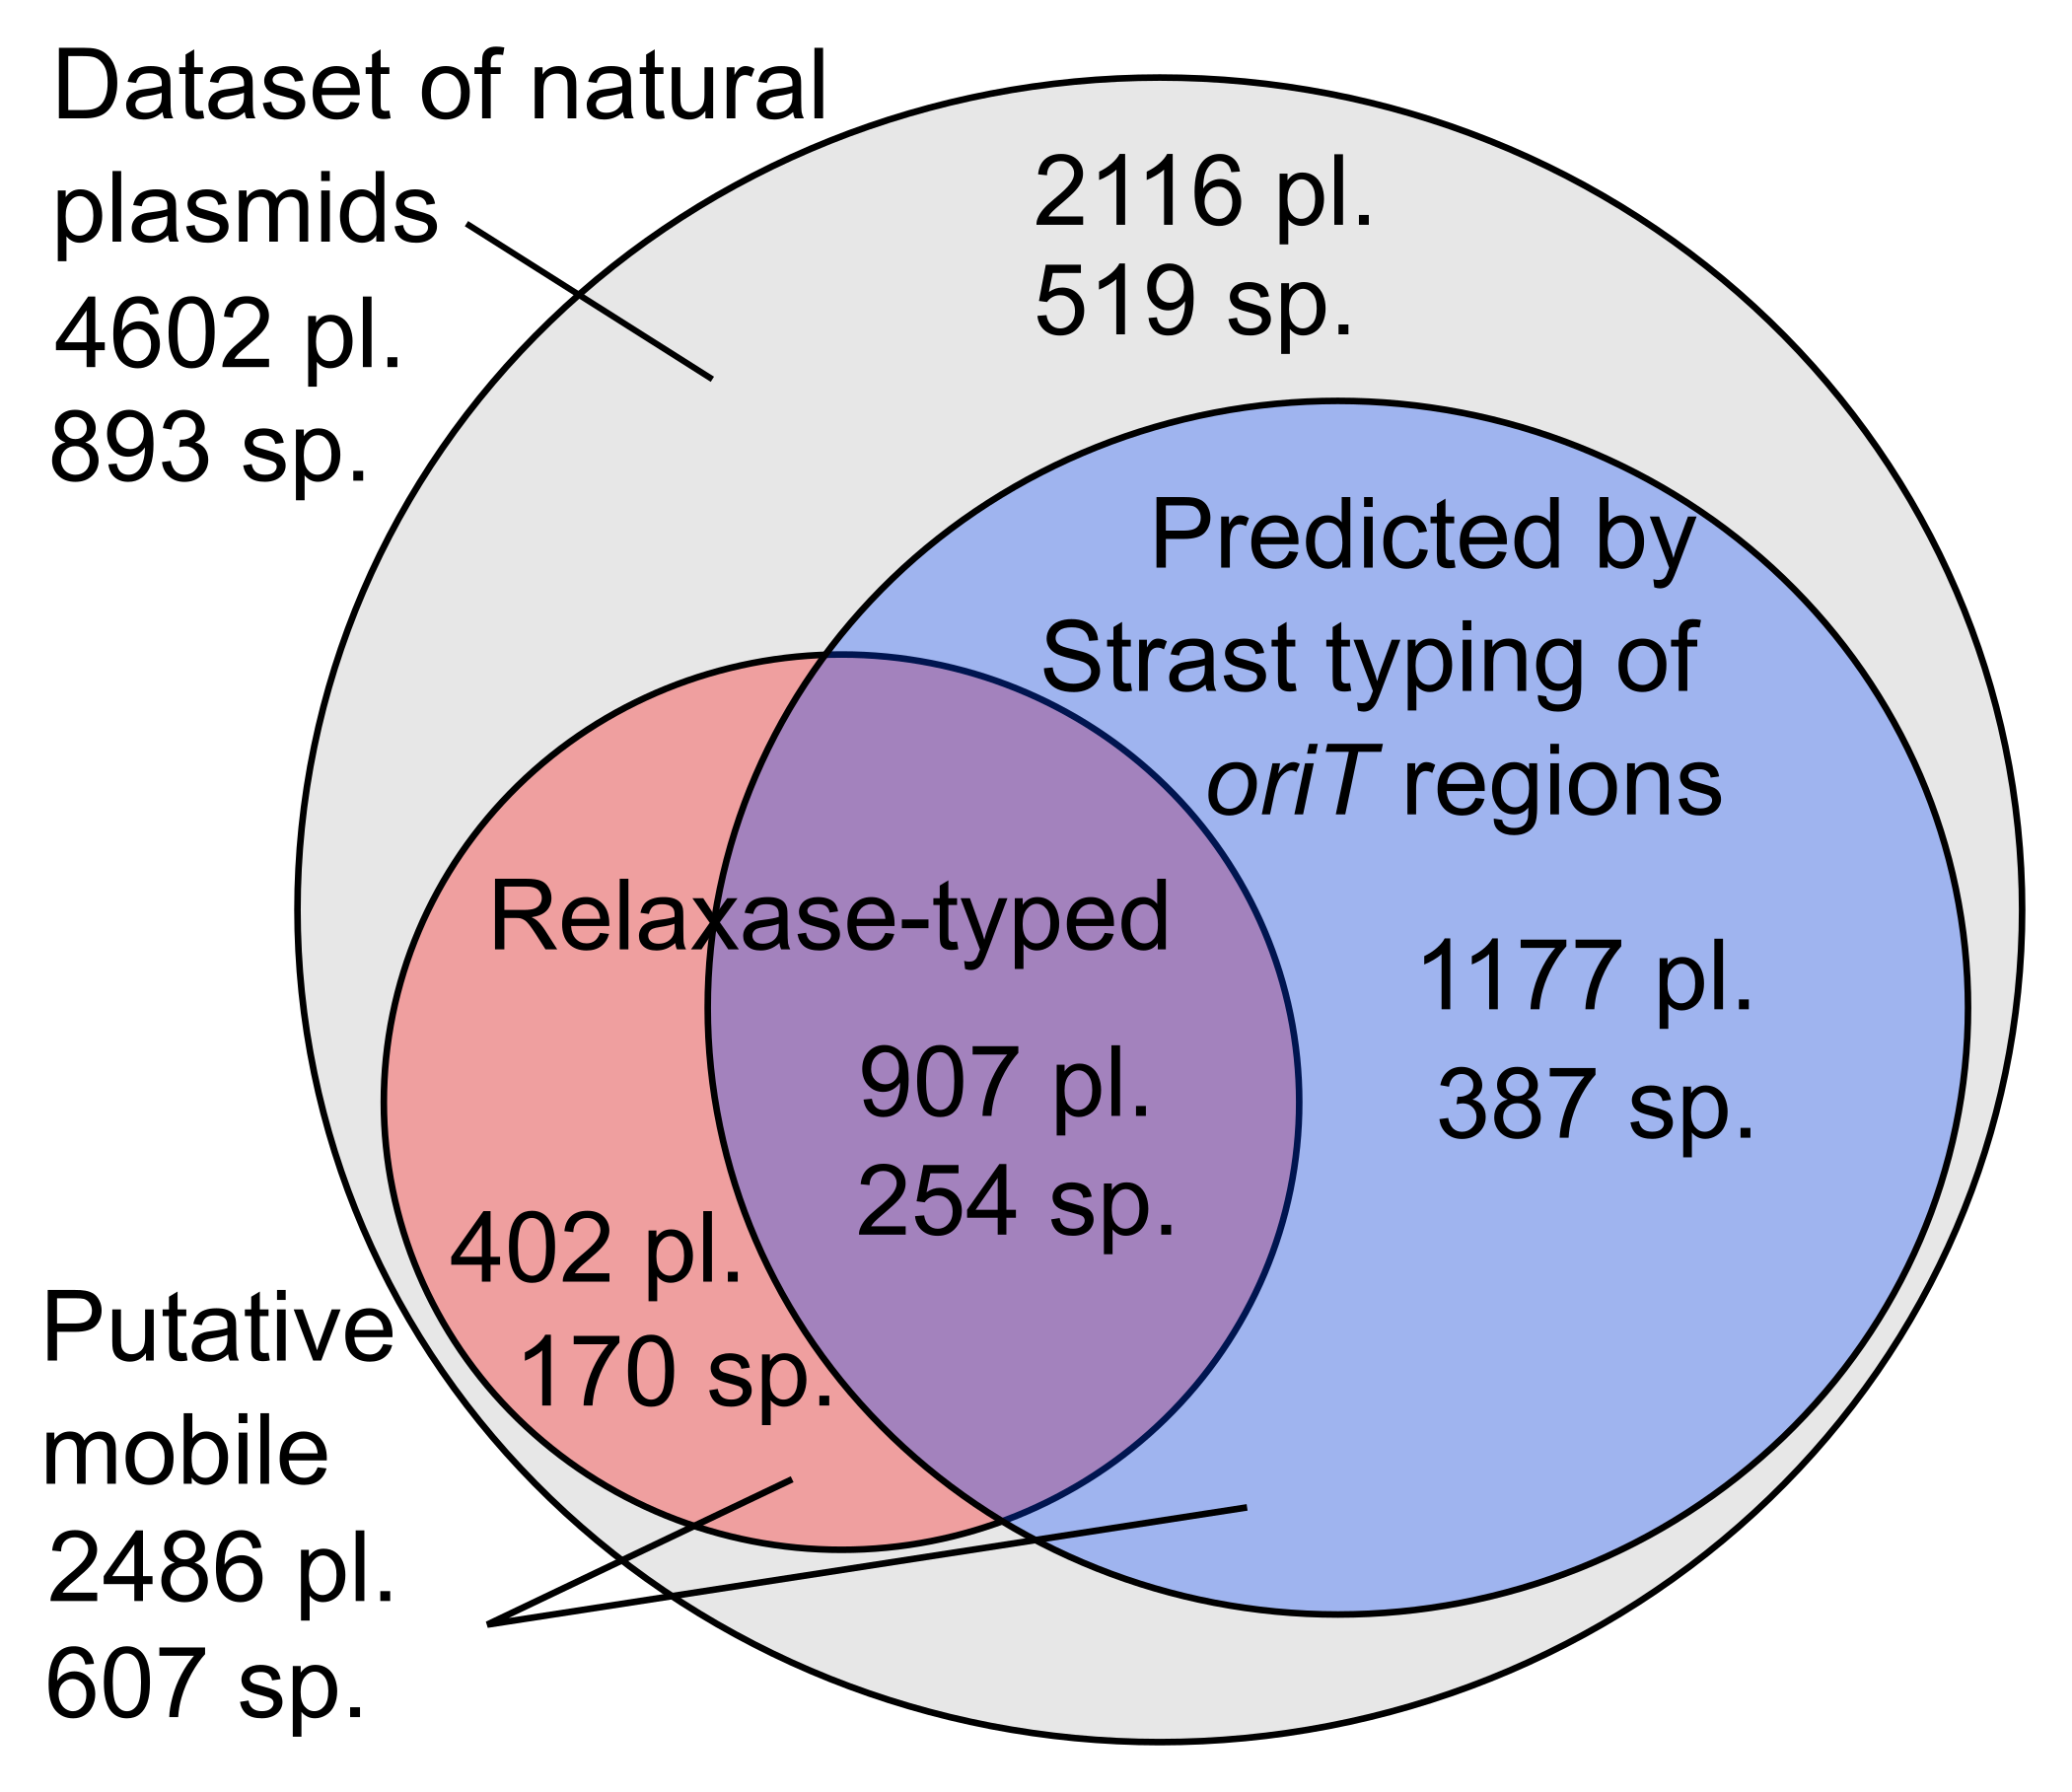 Dataset of natural
plasmids
4602 pl.
893 sp.
2116 pl.
519 sp.
Predicted by
Strast typing of
oriT regions
Relaxase-typed
1177 pl.
387 sp.
907 pl.
254 sp.
402 pl.
170 sp.
Putative
mobile
2486 pl.
607 sp.